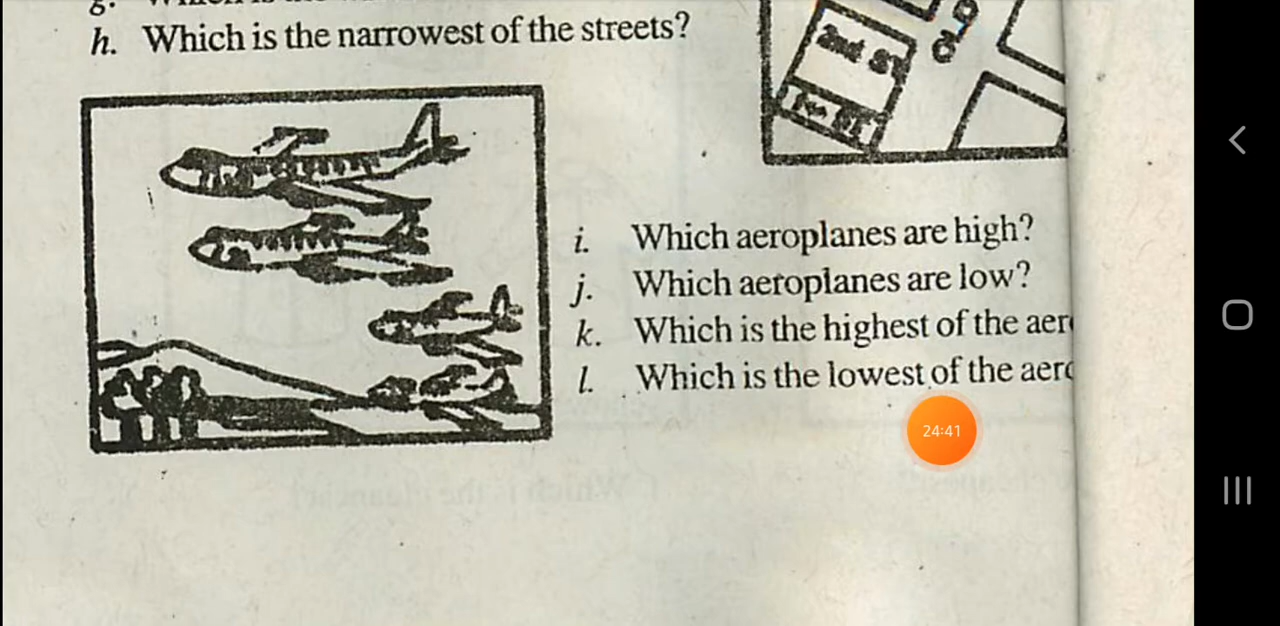 h. Which is the narrowest of the streets?
2nd St
i. Which aeroplanes are high?
j. Which aeroplanes are low?
k. Which is the highest of the aer
l. Which is the lowest of the aero
24:41